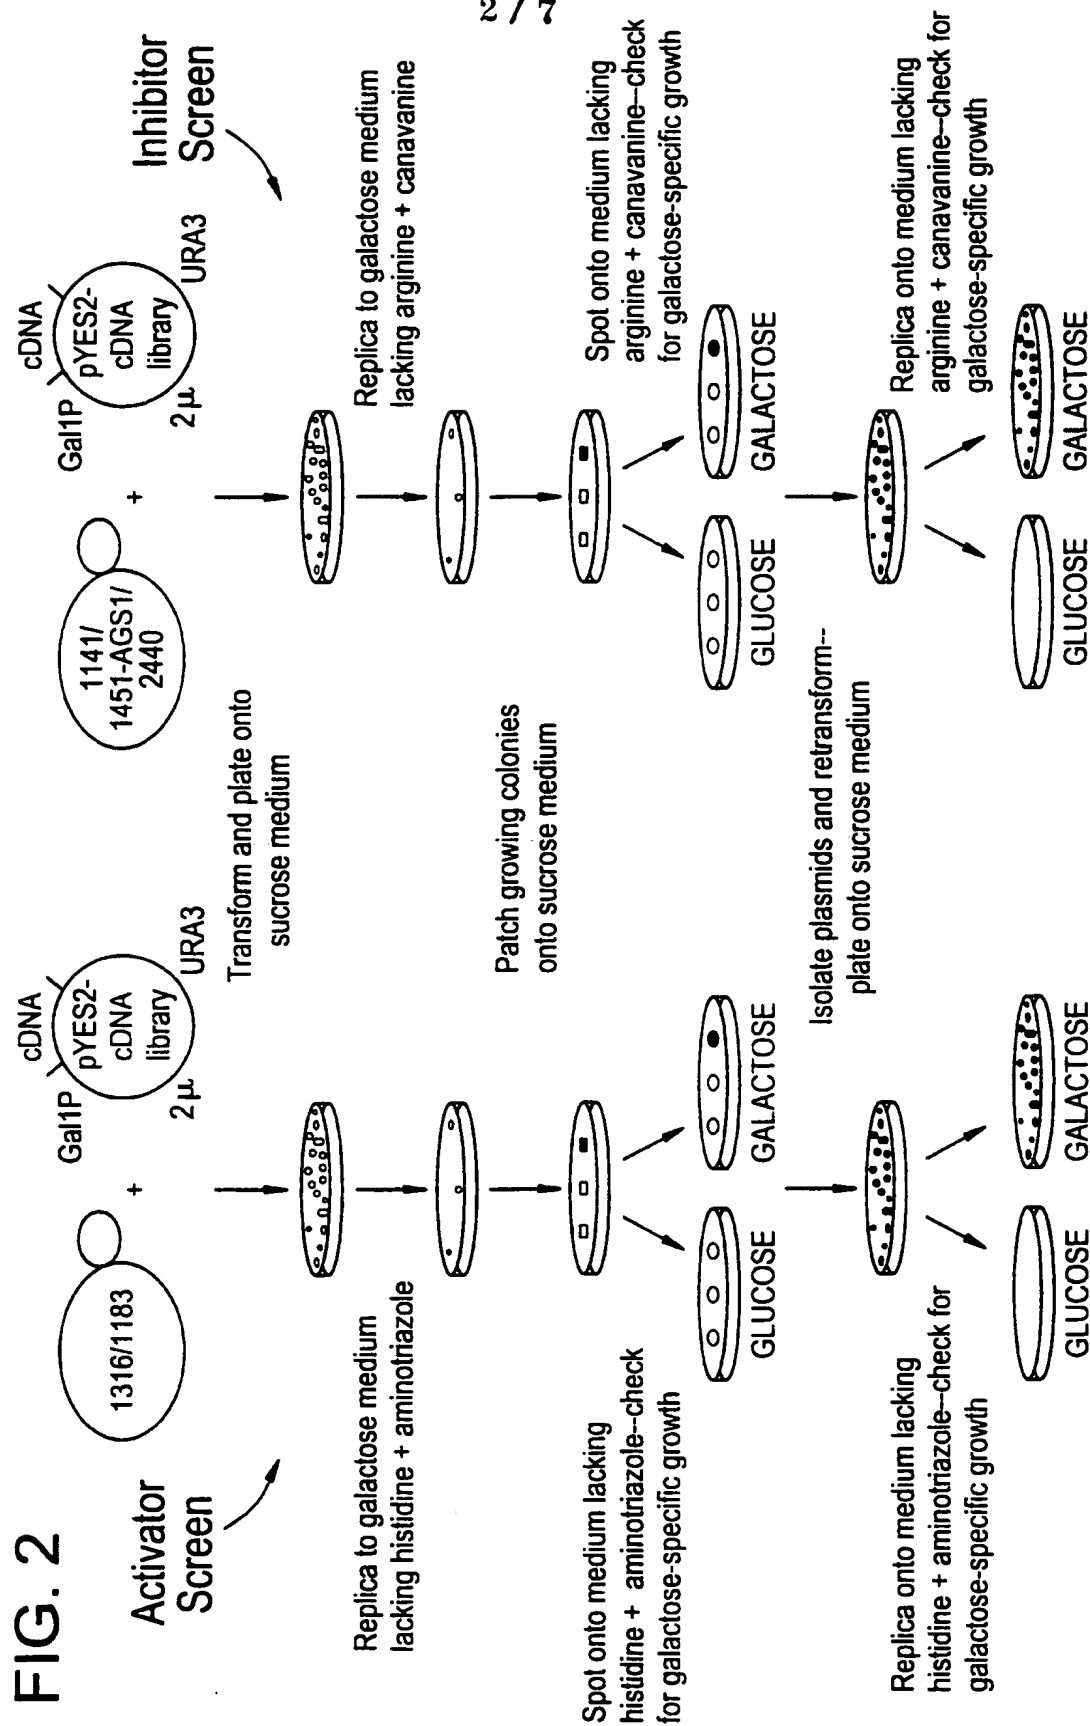 2 / 7
FIG. 2
Activator
Screen
1316/1183
+
Gal1P
cDNA
pYES2-
cDNA
library
2µ
URA3
Inhibitor
Screen
1141/
1451-AGS1/
2440
+
Gal1P
cDNA
pYES2-
cDNA
library
2µ
URA3
Transform and plate onto
sucrose medium
Replica to galactose medium
lacking histidine + aminotriazole
Replica to galactose medium
lacking arginine + canavanine
Patch growing colonies
onto sucrose medium
Spot onto medium lacking
histidine + aminotriazole--check
for galactose-specific growth
GLUCOSE
GALACTOSE
Spot onto medium lacking
arginine + canavanine--check
for galactose-specific growth
GLUCOSE
GALACTOSE
Isolate plasmids and retransform--
plate onto sucrose medium
Replica onto medium lacking
histidine + aminotriazole--check for
galactose-specific growth
GLUCOSE
GALACTOSE
Replica onto medium lacking
arginine + canavanine--check for
galactose-specific growth
GLUCOSE
GALACTOSE